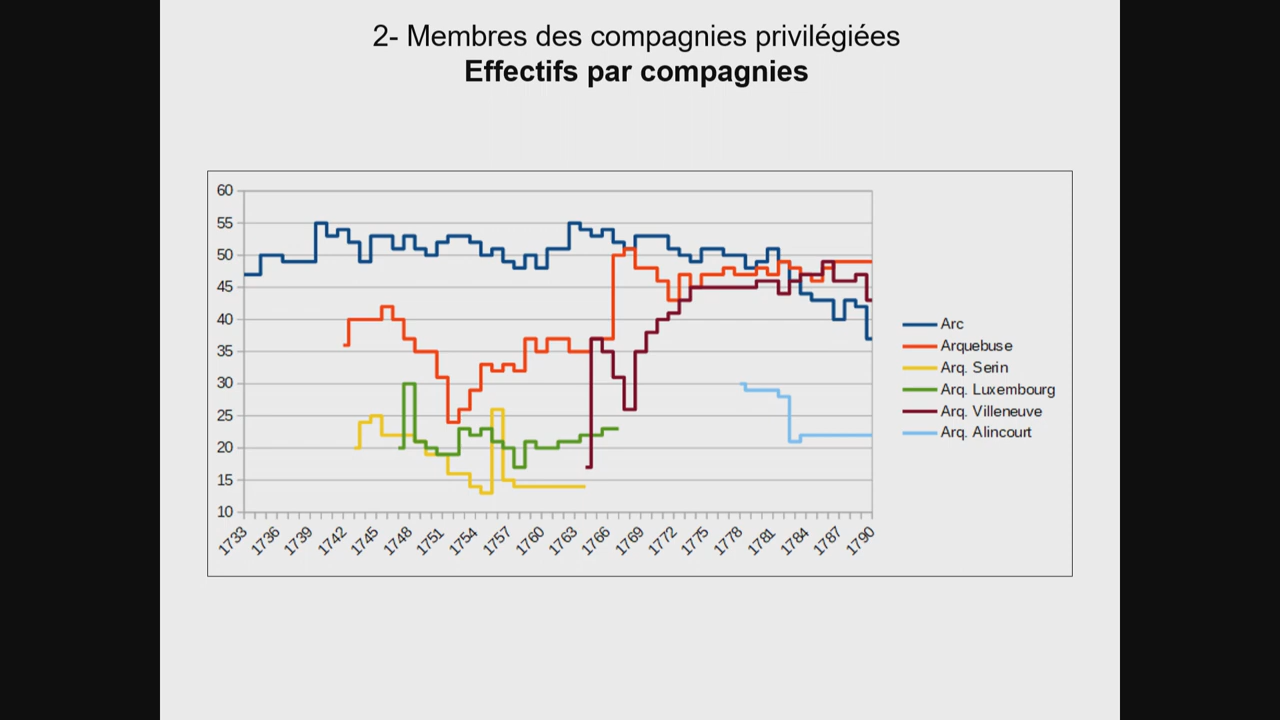 2- Membres des compagnies privilégiées
Effectifs par compagnies
60
55
50
45
40
35
30
25
20
15
10
1733 1736 1739 1742 1745 1748 1751 1754 1757 1760 1763 1766 1769 1772 1775 1778 1781 1784 1787 1790
Arc
Arquebuse
Arq. Serin
Arq. Luxembourg
Arq. Villeneuve
Arq. Alincourt